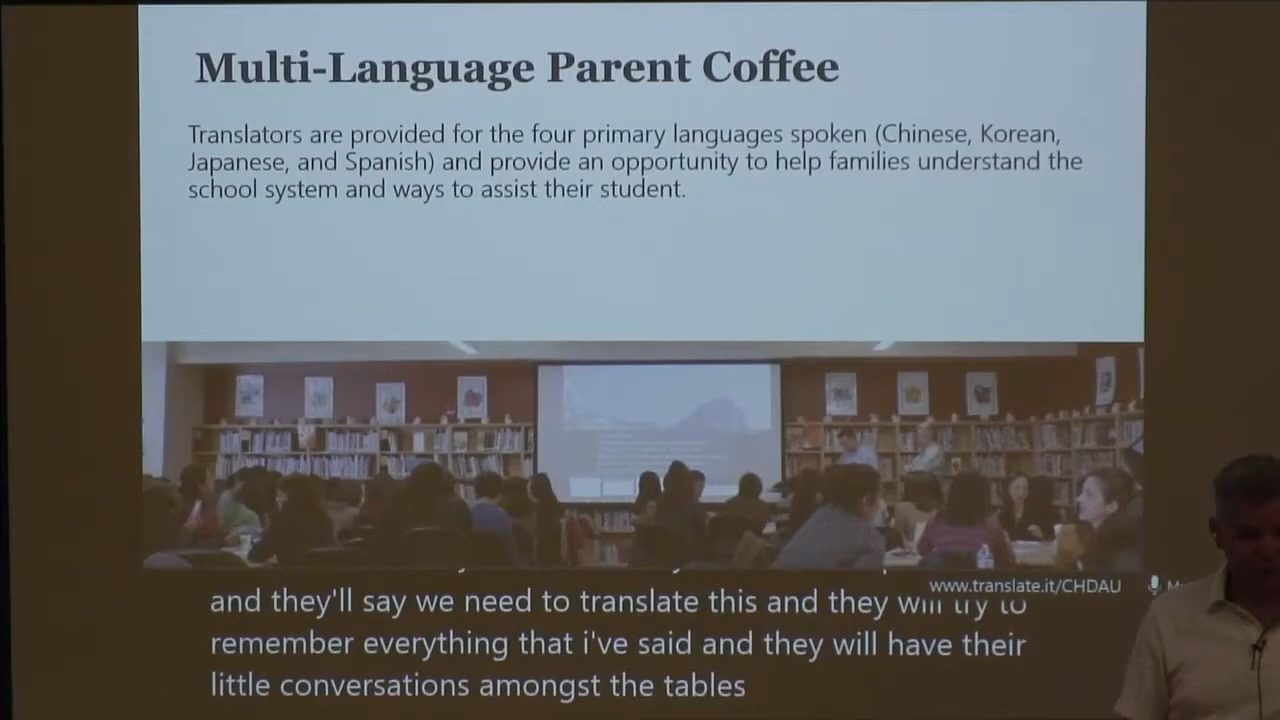 Multi-Language Parent Coffee
Translators are provided for the four primary languages spoken (Chinese, Korean,
Japanese, and Spanish) and provide an opportunity to help families understand the
school system and ways to assist their student.
www.translate.it/CHDAU
and they'll say we need to translate this and they will try to
remember everything that i've said and they will have their
little conversations amongst the tables